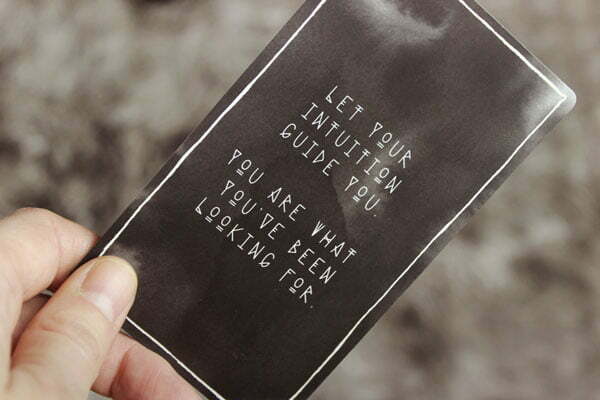 LET YOUR
INTUITION
GUIDE YOU.
YOU ARE WHAT
YOU'VE BEEN
LOOKING FOR.